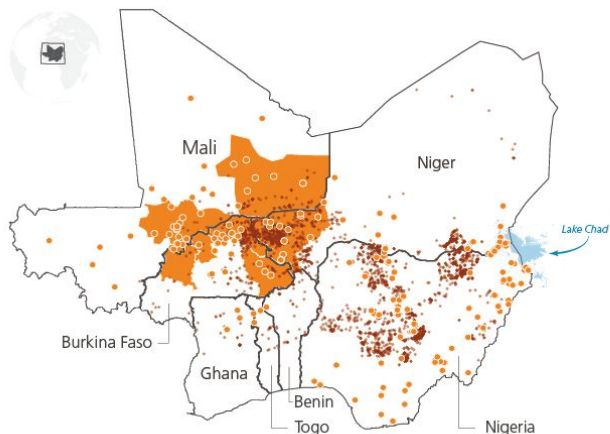 Mali
Niger
Lake Chad
Burkina Faso
Ghana
Benin
Togo
Nigeria